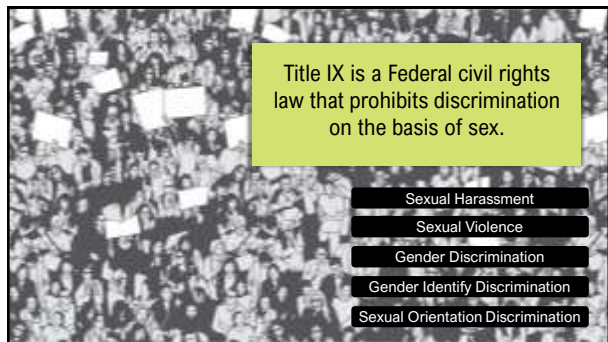 Title IX is a Federal civil rights
law that prohibits discrimination
on the basis of sex.
Sexual Harassment
Sexual Violence
Gender Discrimination
Gender Identify Discrimination
Sexual Orientation Discrimination